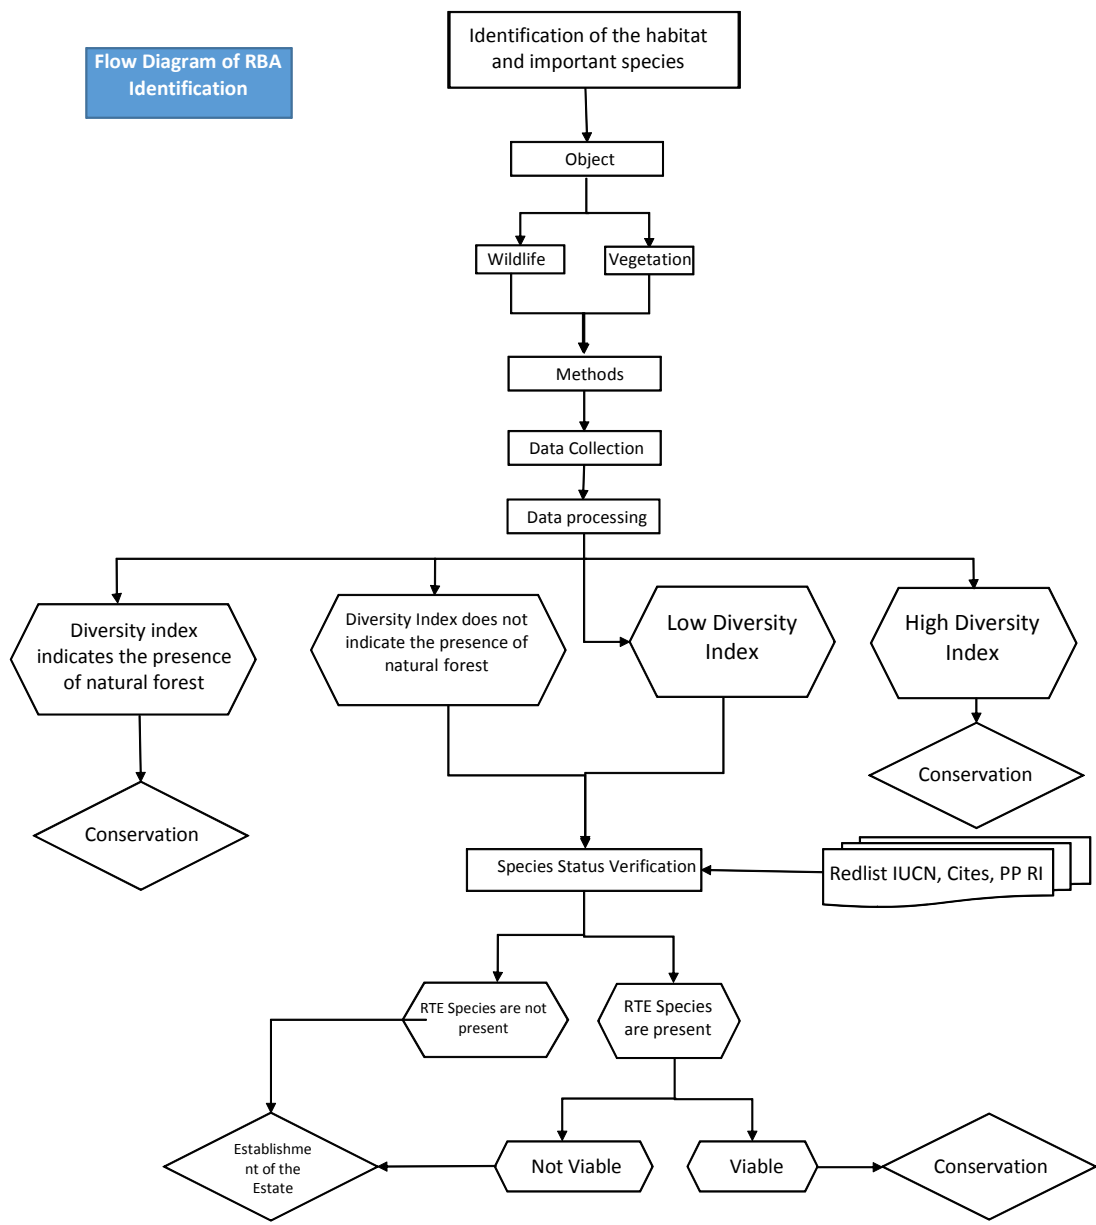 Identification of the habitat
and important species
Flow Diagram of RBA
Identification
Object
Wildlife
Vegetation
Methods
Data Collection
Data processing
Diversity index
indicates the presence
of natural forest
Diversity Index does not
indicate the presence of
natural forest
Low Diversity
Index
High Diversity
Index
Conservation
Conservation
Species Status Verification
Redlist IUCN, Cites, PP RI
RTE Species are not
present
RTE Species
are present
Establishme
nt of the
Estate
Not Viable
Viable
Conservation